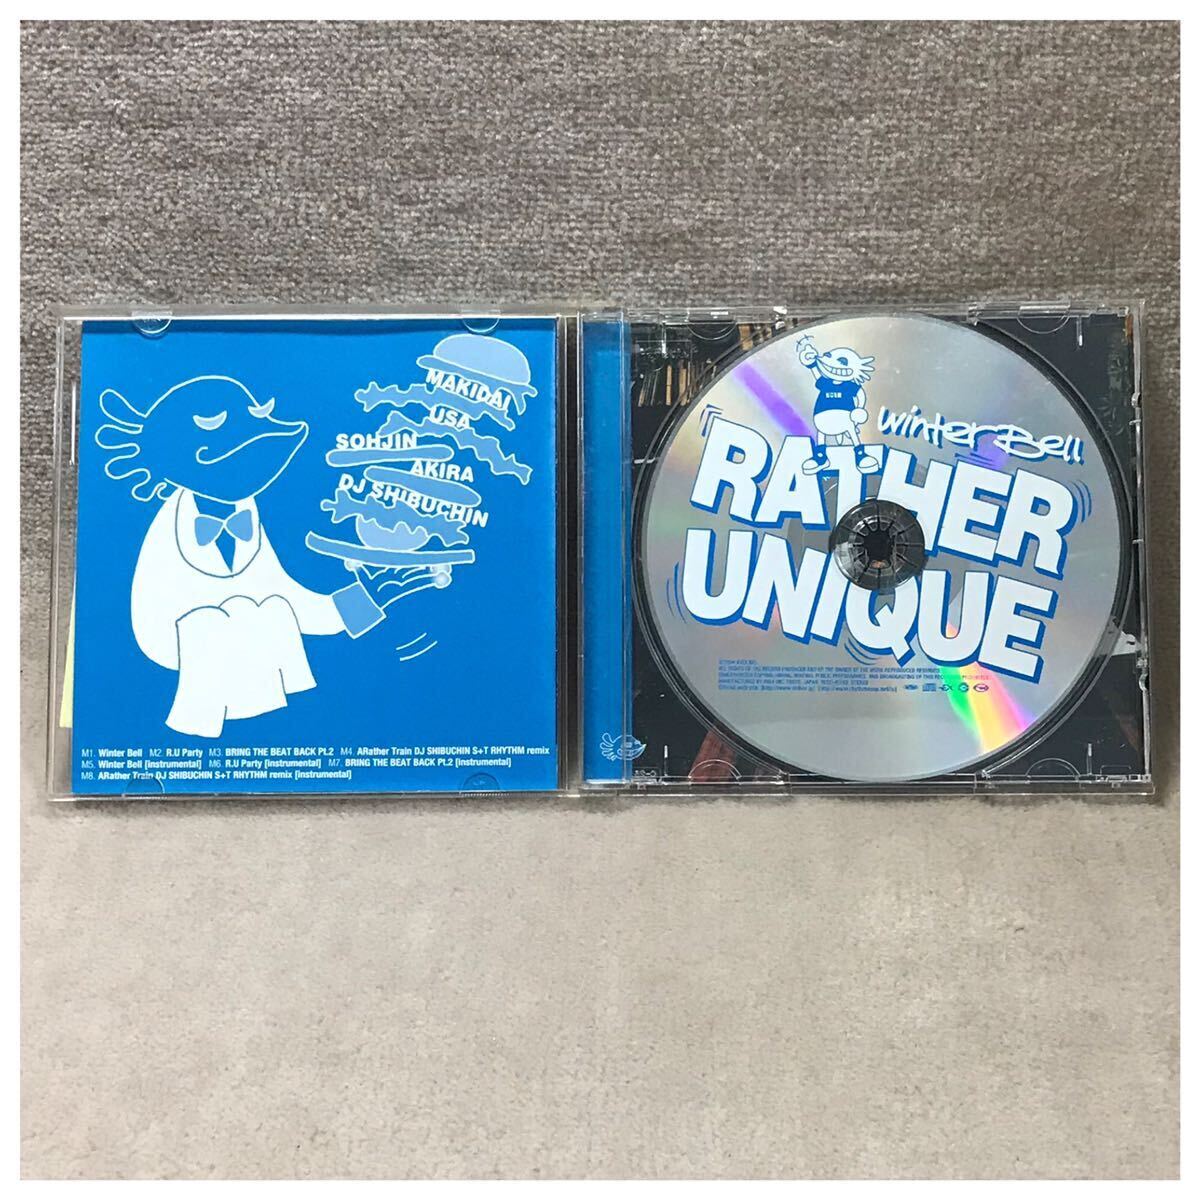 MAKIDAI
USA
SOHJIN
AKIRA
DJ SHIBUCHIN
M1. Winter Bell M2. R.U Party M3. BRING THE BEAT BACK Pt.2 M4. ARather Train DJ SHIBUCHIN S+T RHYTHM remix
M5. Winter Bell [instrumental] M6. R.U Party [instrumental] M7. BRING THE BEAT BACK Pt.2 [instrumental]
M8. ARather Train DJ SHIBUCHIN S+T RHYTHM remix [instrumental]
Winter Bell
RATHER
UNIQUE